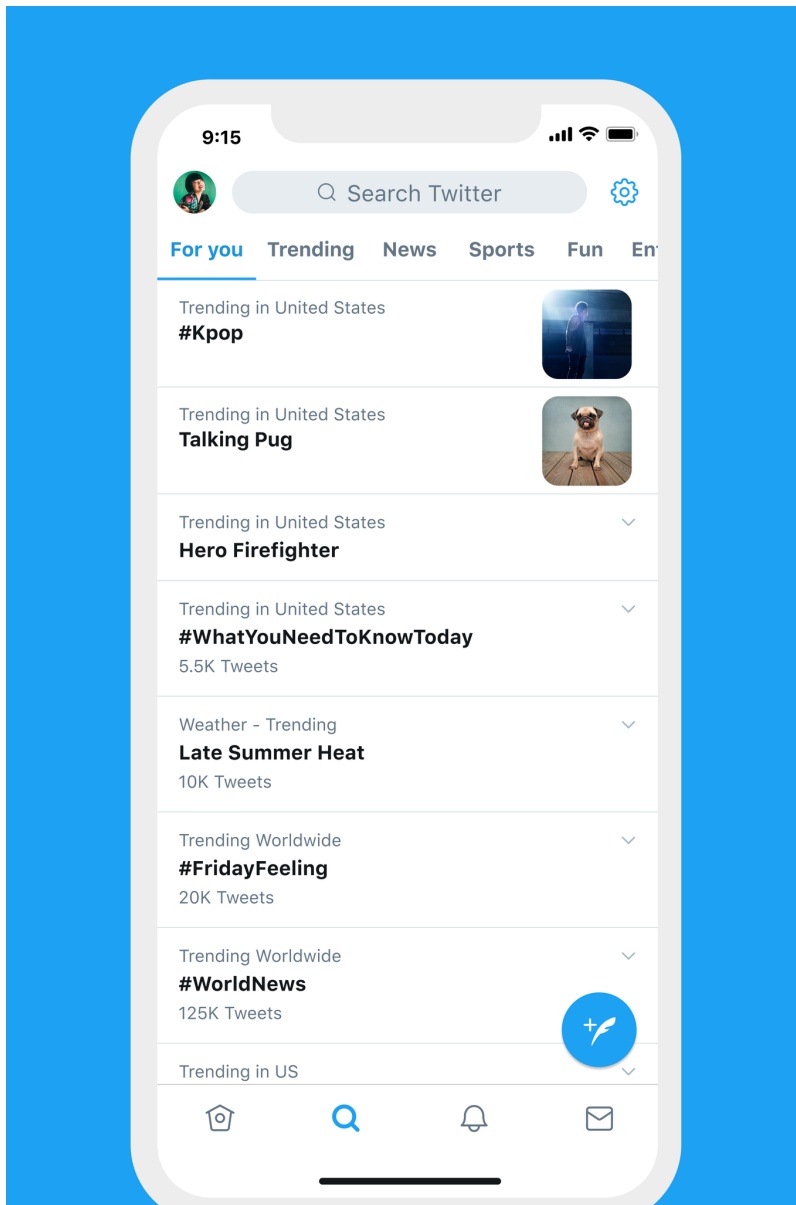 9:15
Search Twitter
For you Trending News Sports Fun En
Trending in United States
#Kpop
Trending in United States
Talking Pug
Trending in United States
Hero Firefighter
Trending in United States
#WhatYouNeedToKnowToday
5.5K Tweets
Weather - Trending
Late Summer Heat
10K Tweets
Trending Worldwide
#FridayFeeling
20K Tweets
Trending Worldwide
#WorldNews
125K Tweets
Trending in US